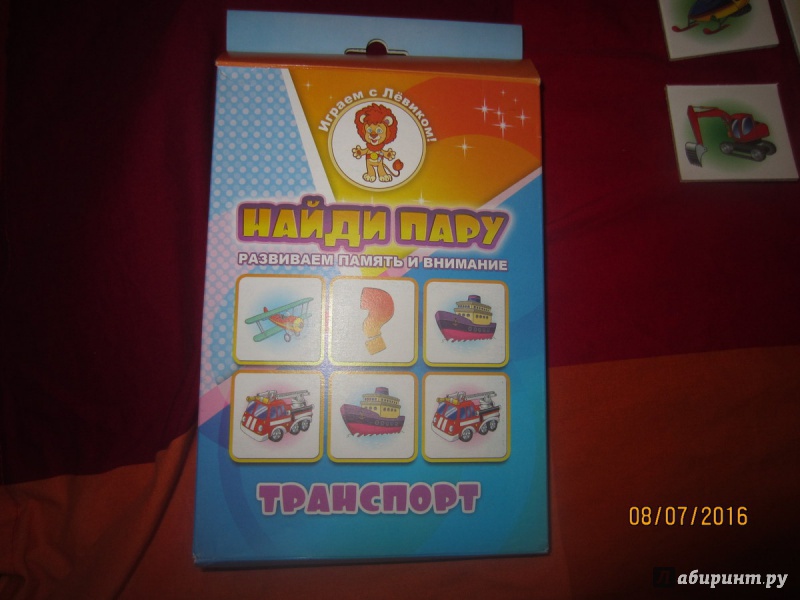 Играем с Лёвиком!
НАЙДИ ПАРУ
РАЗВИВАЕМ ПАМЯТЬ И ВНИМАНИЕ
?
ТРАНСПОРТ
08/07/2016
Лабиринт.ру